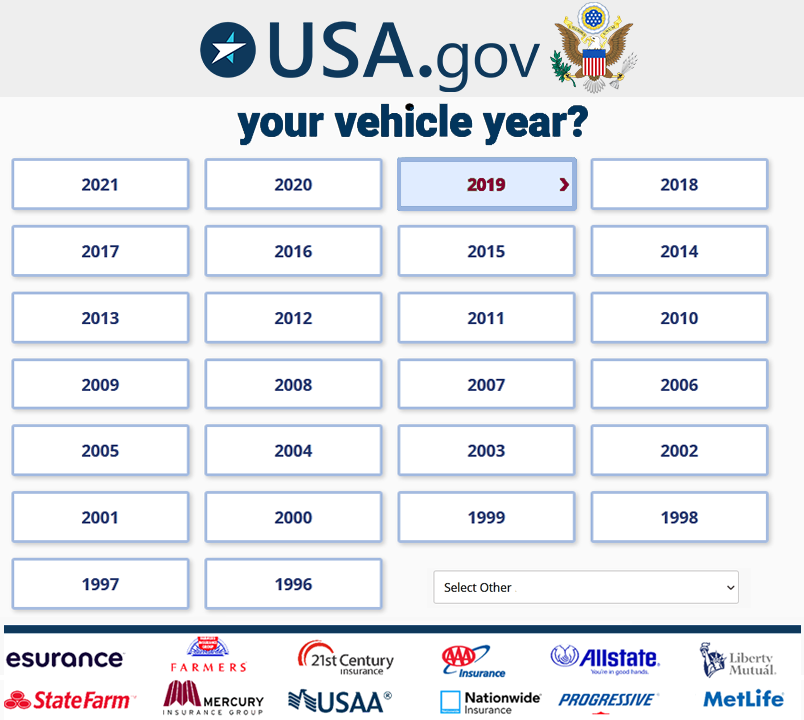 USA.gov
your vehicle year?
2021 2020 2019 2018
2017 2016 2015 2014
2013 2012 2011 2010
2009 2008 2007 2006
2005 2004 2003 2002
2001 2000 1999 1998
1997 1996 Select Other
esurance FARMERS 21st Century Insurance AAA Insurance Allstate. You're in good hands. Liberty Mutual.
State Farm MERCURY INSURANCE GROUP USAA® Nationwide Insurance PROGRESSIVE MetLife